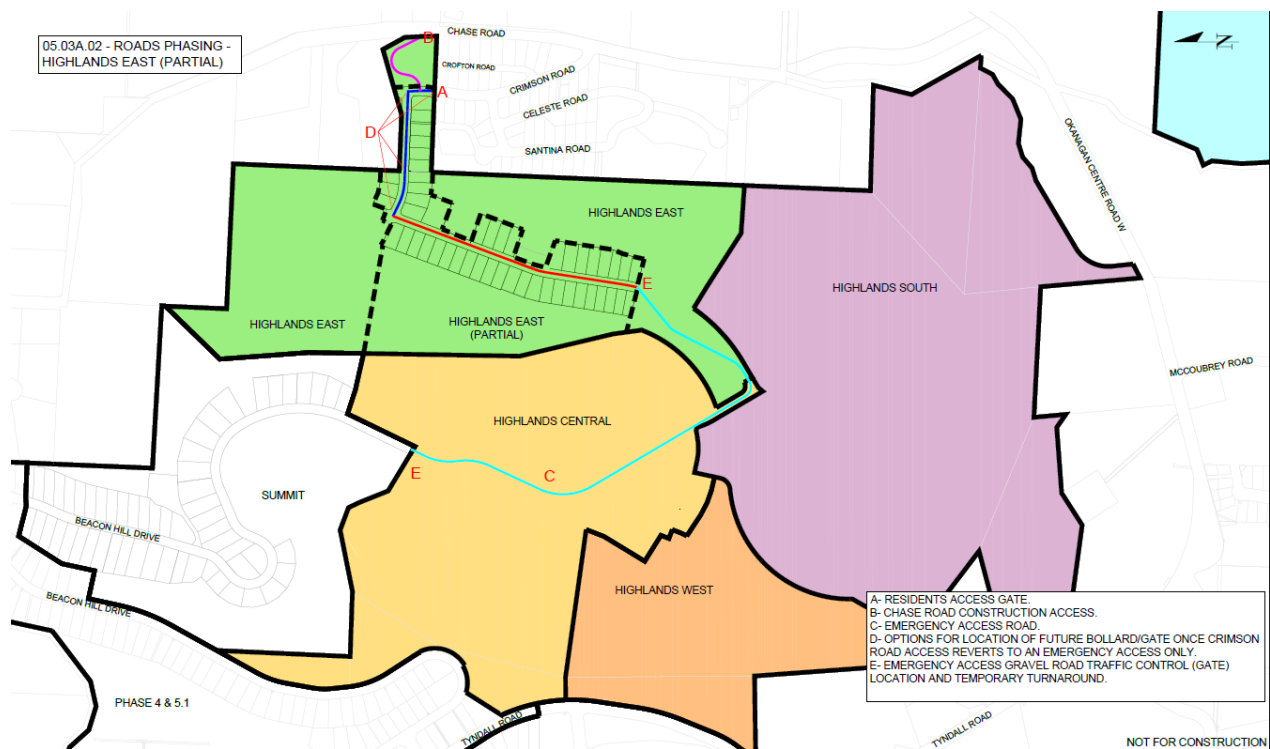 05.03A.02 - ROADS PHASING -
HIGHLANDS EAST (PARTIAL)
B
CHASE ROAD
N
CROFTON ROAD
CRIMSON ROAD
A
CELESTE ROAD
D
SANTINA ROAD
OKANAGAN CENTRE ROAD W
HIGHLANDS EAST
E
HIGHLANDS SOUTH
HIGHLANDS EAST
HIGHLANDS EAST
(PARTIAL)
MCCOUBREY ROAD
HIGHLANDS CENTRAL
E
C
SUMMIT
BEACON HILL DRIVE
HIGHLANDS WEST
BEACON HILL DRIVE
A- RESIDENTS ACCESS GATE.
B- CHASE ROAD CONSTRUCTION ACCESS.
C- EMERGENCY ACCESS ROAD.
D- OPTIONS FOR LOCATION OF FUTURE BOLLARD/GATE ONCE CRIMSON
ROAD ACCESS REVERTS TO AN EMERGENCY ACCESS ONLY.
E- EMERGENCY ACCESS GRAVEL ROAD TRAFFIC CONTROL (GATE)
LOCATION AND TEMPORARY TURNAROUND.
PHASE 4 & 5.1
TYNDALL ROAD
TYNDALL ROAD
NOT FOR CONSTRUCTION